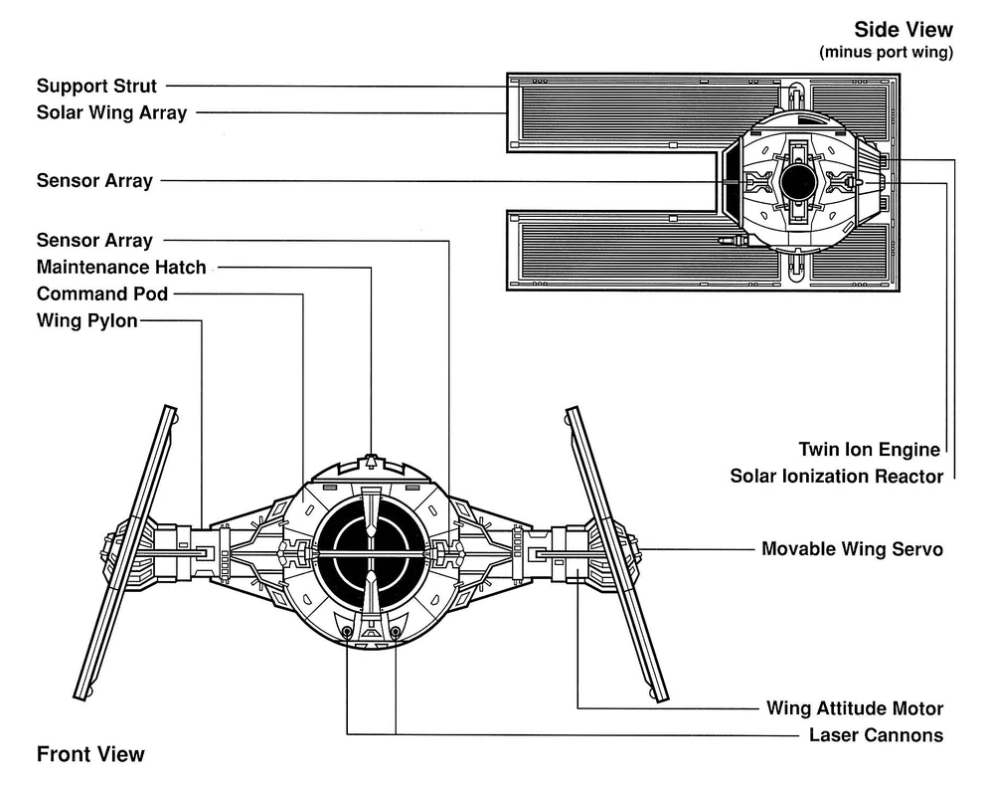 Side View
(minus port wing)
Support Strut
Solar Wing Array
Sensor Array
Sensor Array
Maintenance Hatch
Command Pod
Wing Pylon
Twin Ion Engine
Solar Ionization Reactor
Movable Wing Servo
Wing Attitude Motor
Laser Cannons
Front View